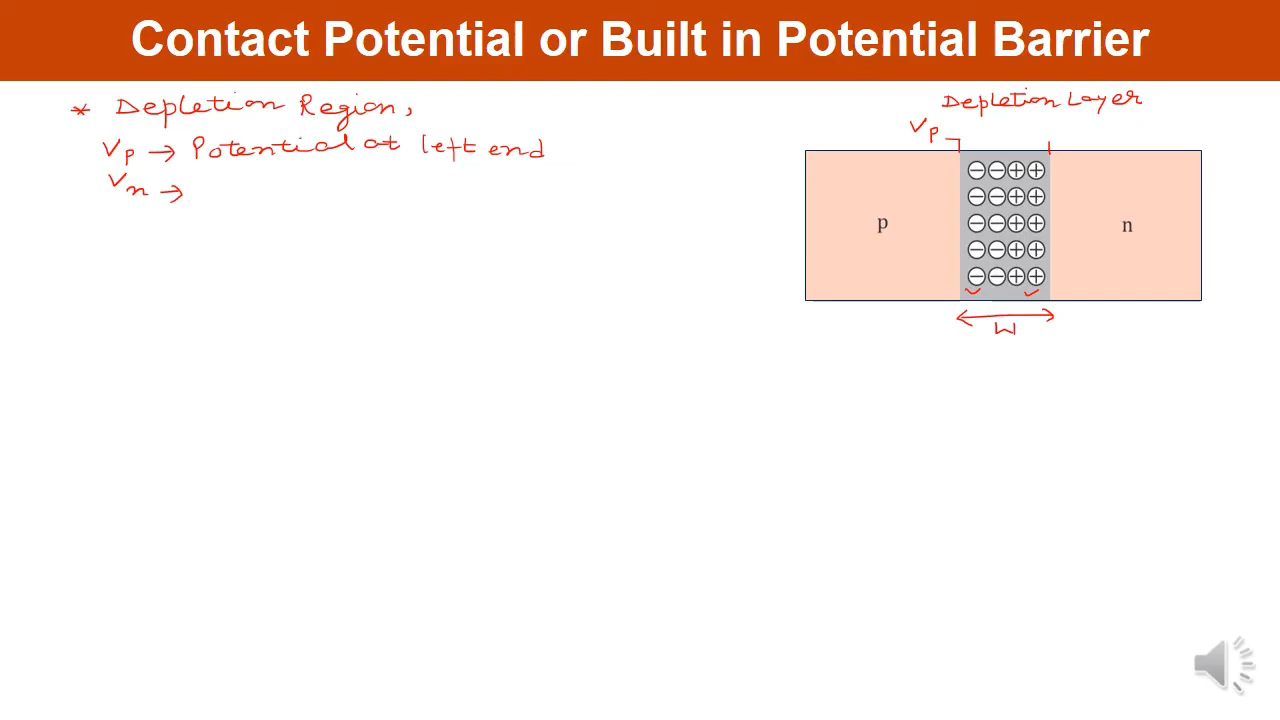 Contact Potential or Built in Potential Barrier
* Depletion Region,
Vp → Potential at left end
Vn →
Depletion Layer
Vp
p
n
W